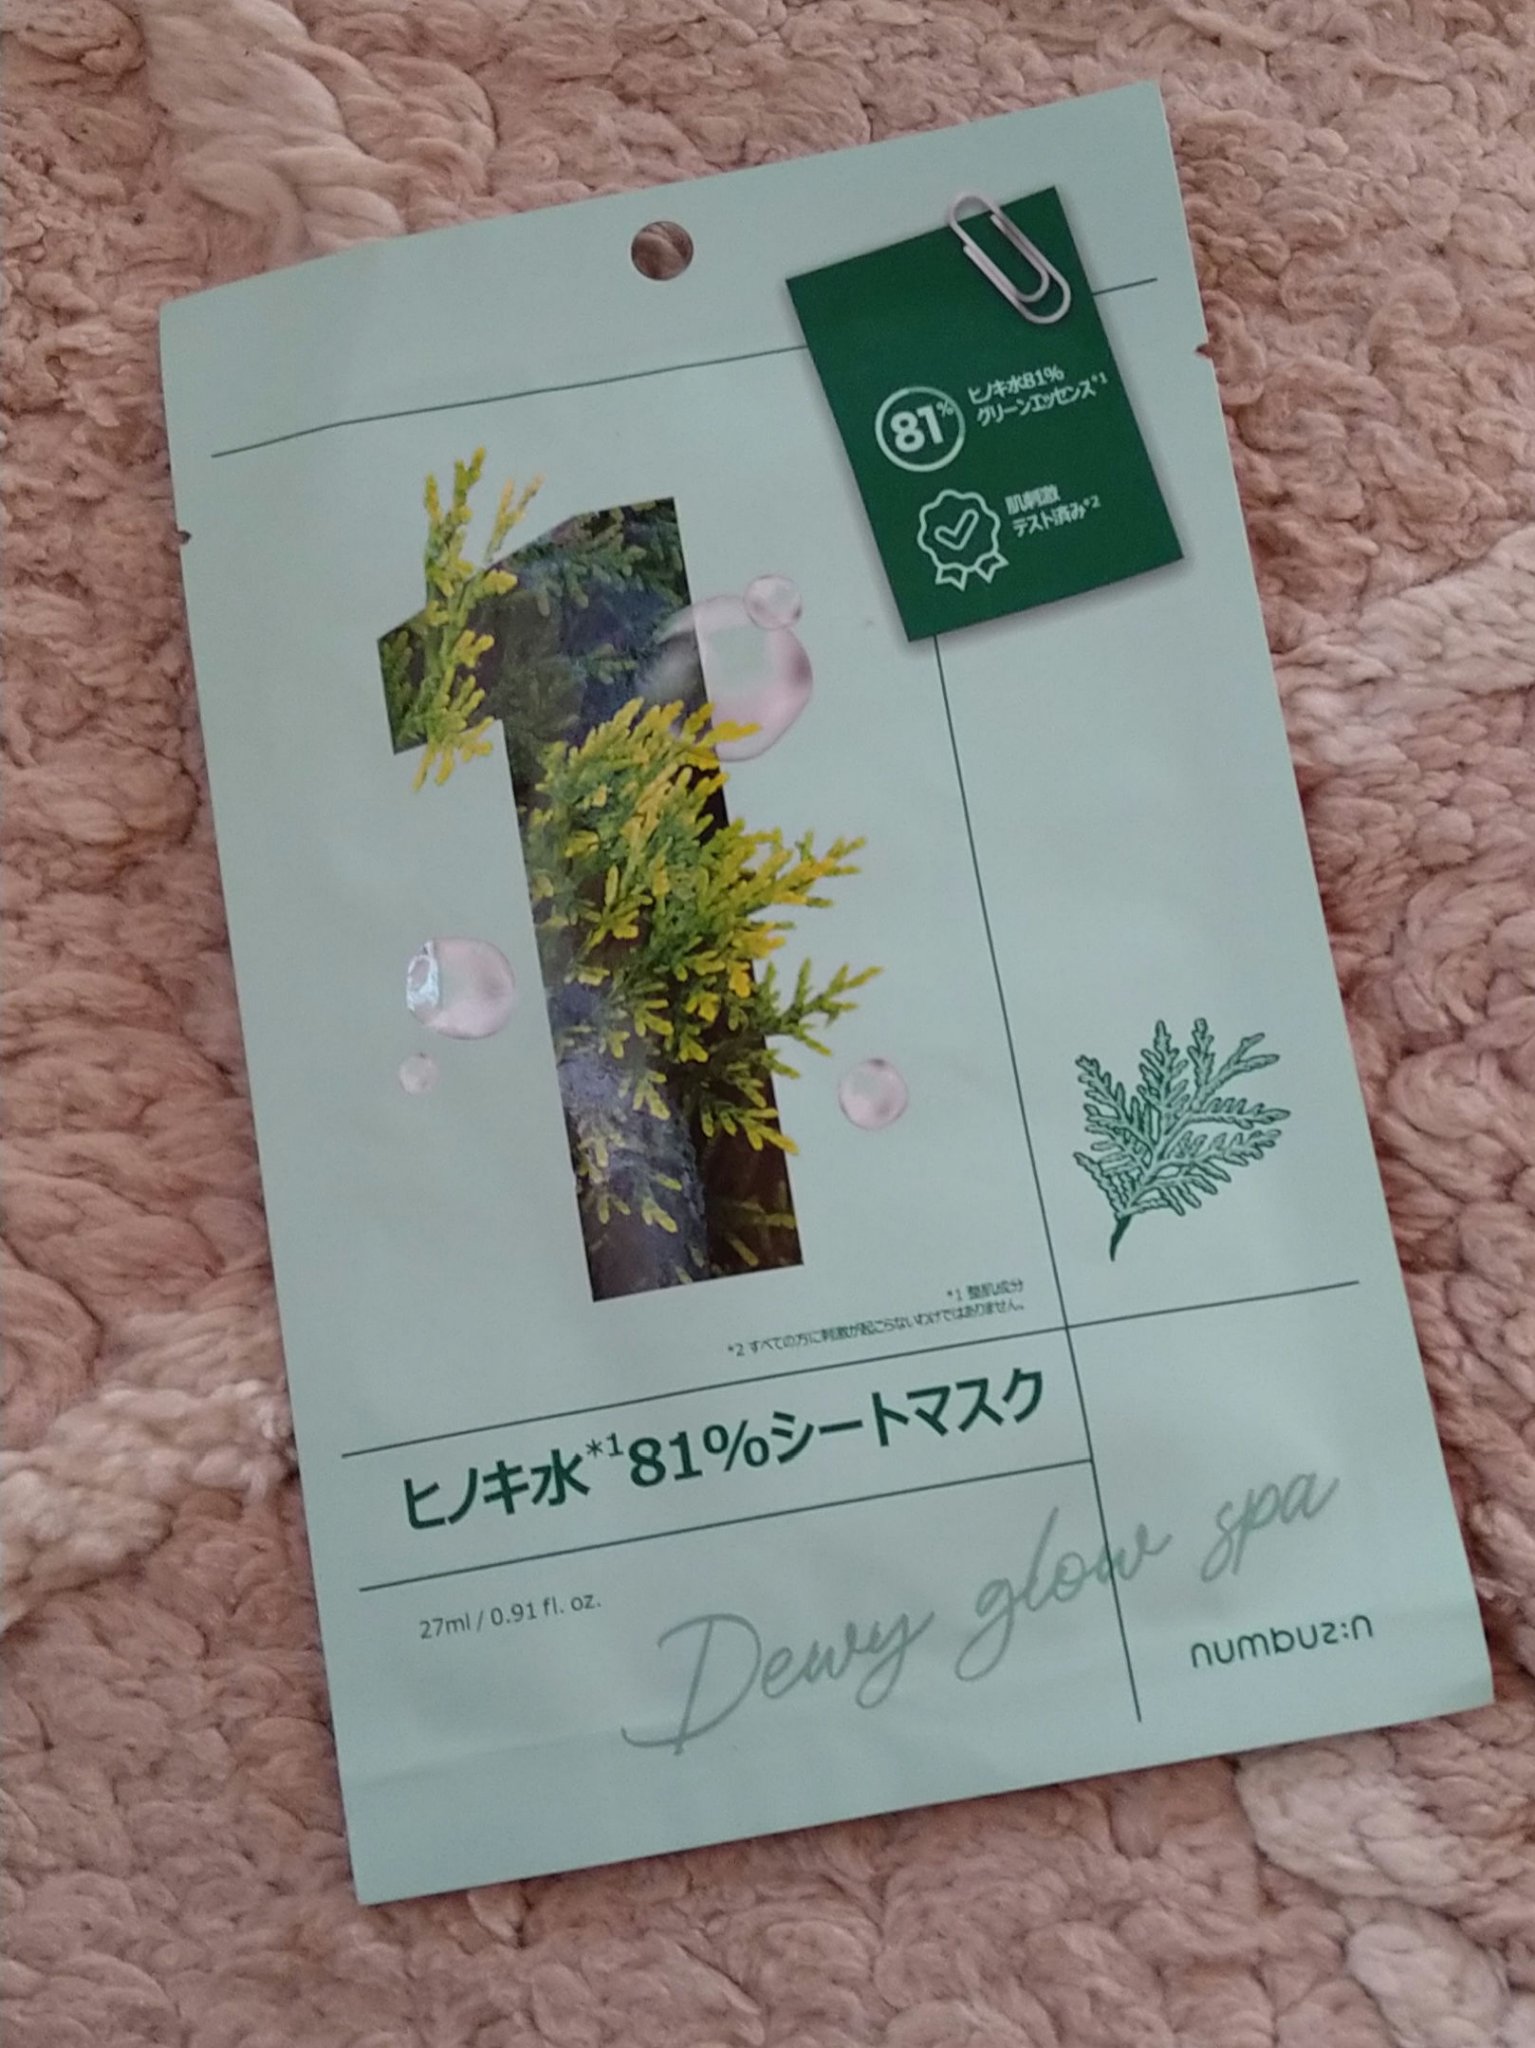 81%
ヒノキ水81%
グリーンエッセンス*1
肌刺激
テスト済み*2
1
*1 整肌成分
*2 すべての方に刺激が起こらないわけではありません。
ヒノキ水*1 81%シートマスク
27ml / 0.91 fl. oz.
Dewy glow spa
numbuz:n